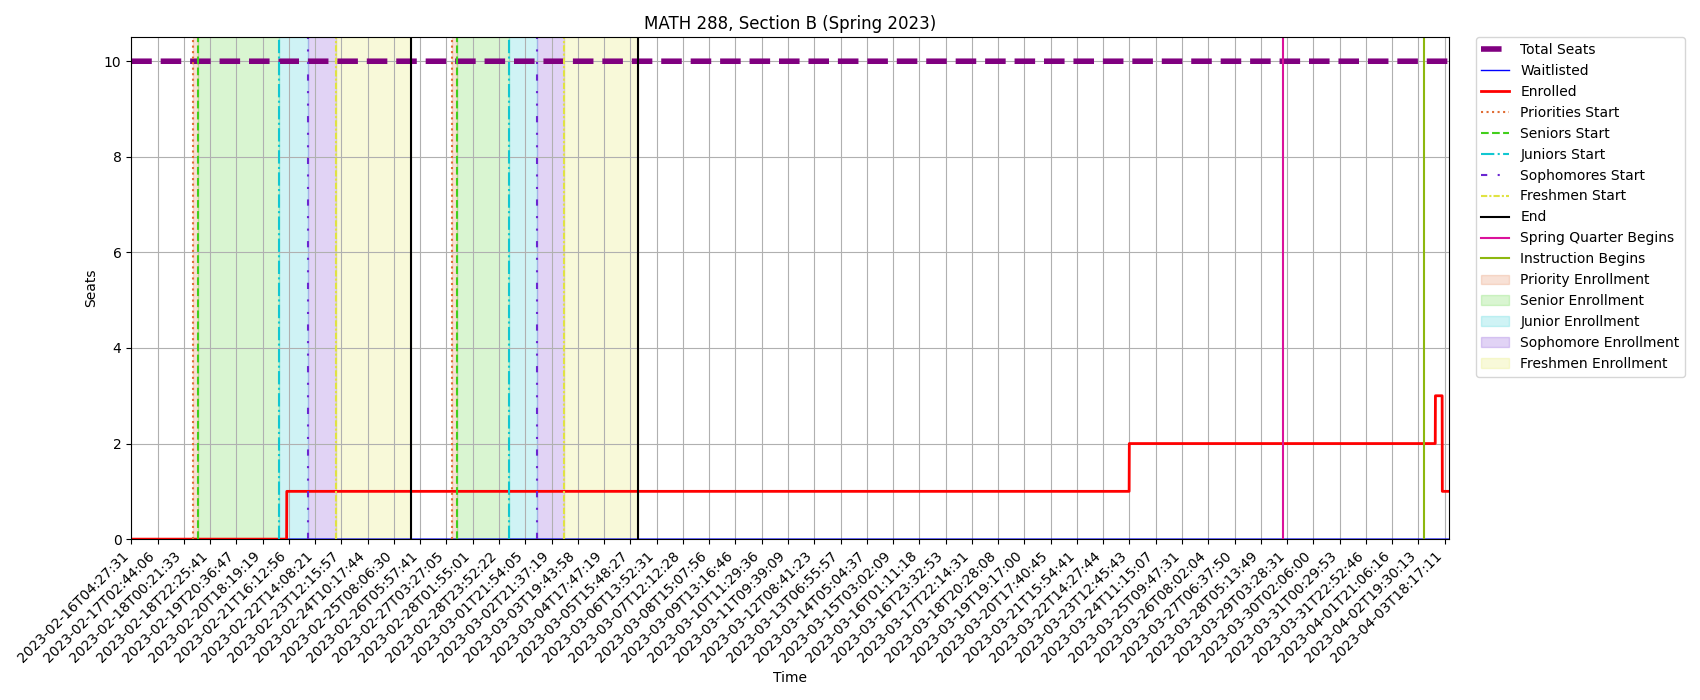 MATH 288, Section B (Spring 2023)
Seats
10
8
6
4
2
0
2023-02-16T04:27:31
2023-02-17T02:44:06
2023-02-18T00:21:33
2023-02-18T22:25:41
2023-02-19T20:36:47
2023-02-20T18:19:19
2023-02-21T16:12:56
2023-02-22T14:08:21
2023-02-23T12:15:57
2023-02-24T10:17:44
2023-02-25T08:06:30
2023-02-26T05:57:41
2023-02-27T03:27:05
2023-02-28T01:55:01
2023-02-28T23:52:22
2023-03-01T21:54:05
2023-03-02T21:37:19
2023-03-03T19:43:58
2023-03-04T17:47:19
2023-03-05T15:48:27
2023-03-06T13:52:31
2023-03-07T12:12:28
2023-03-08T15:07:56
2023-03-09T13:16:46
2023-03-10T11:29:36
2023-03-11T09:39:09
2023-03-12T08:41:23
2023-03-13T06:55:57
2023-03-14T05:04:37
2023-03-15T03:02:09
2023-03-16T01:11:18
2023-03-16T23:32:53
2023-03-17T22:14:31
2023-03-18T20:28:08
2023-03-19T19:17:00
2023-03-20T17:40:45
2023-03-21T15:54:41
2023-03-22T14:27:44
2023-03-23T12:45:43
2023-03-24T11:15:07
2023-03-25T09:47:31
2023-03-26T08:02:04
2023-03-27T06:37:50
2023-03-28T05:13:49
2023-03-29T03:28:31
2023-03-30T02:06:00
2023-03-31T00:29:53
2023-03-31T22:52:46
2023-04-01T21:06:16
2023-04-02T19:30:13
2023-04-03T18:17:11
Time
Total Seats
Waitlisted
Enrolled
Priorities Start
Seniors Start
Juniors Start
Sophomores Start
Freshmen Start
End
Spring Quarter Begins
Instruction Begins
Priority Enrollment
Senior Enrollment
Junior Enrollment
Sophomore Enrollment
Freshmen Enrollment